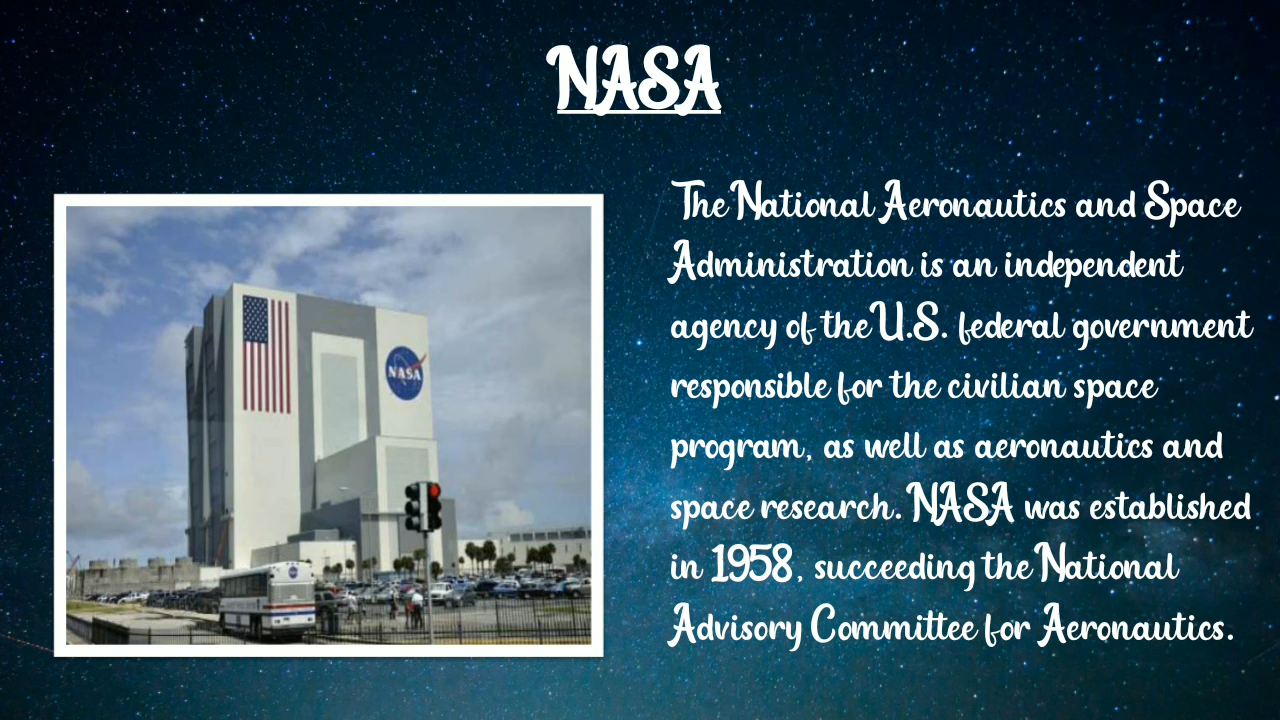 NASA
The National Aeronautics and Space
Administration is an independent
agency of the U.S. federal government
responsible for the civilian space
program, as well as aeronautics and
space research. NASA was established
in 1958, succeeding the National
Advisory Committee for Aeronautics.
NASA